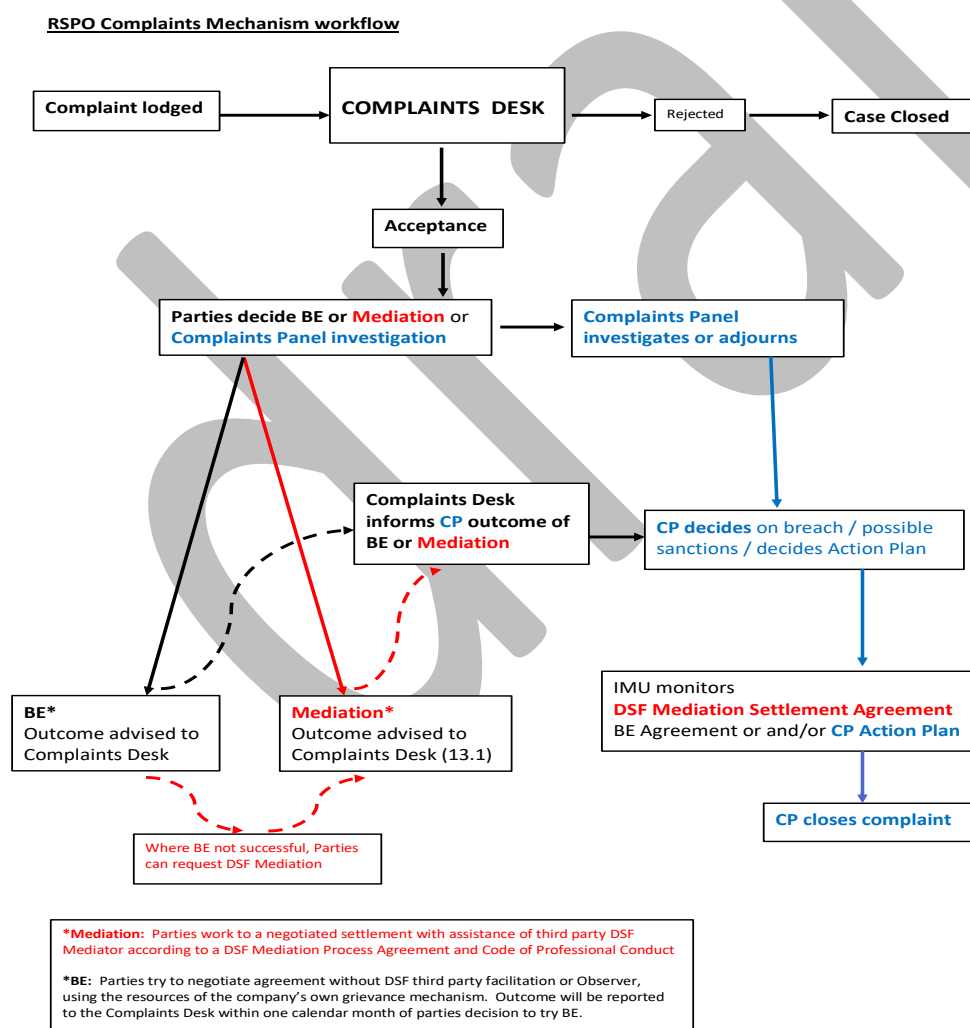 RSPO Complaints Mechanism workflow
Complaint lodged
COMPLAINTS DESK
Rejected
Case Closed
Acceptance
Parties decide BE or Mediation or
Complaints Panel investigation
Complaints Panel
investigates or adjourns
Complaints Desk
informs CP outcome of
BE or Mediation
CP decides on breach / possible
sanctions / decides Action Plan
BE*
Outcome advised to
Complaints Desk
Mediation*
Outcome advised to
Complaints Desk (13.1)
IMU monitors
DSF Mediation Settlement Agreement
BE Agreement or and/or CP Action Plan
CP closes complaint
Where BE not successful, Parties
can request DSF Mediation
*Mediation: Parties work to a negotiated settlement with assistance of third party DSF
Mediator according to a DSF Mediation Process Agreement and Code of Professional Conduct
*BE: Parties try to negotiate agreement without DSF third party facilitation or Observer,
using the resources of the company's own grievance mechanism. Outcome will be reported
to the Complaints Desk within one calendar month of parties decision to try BE.